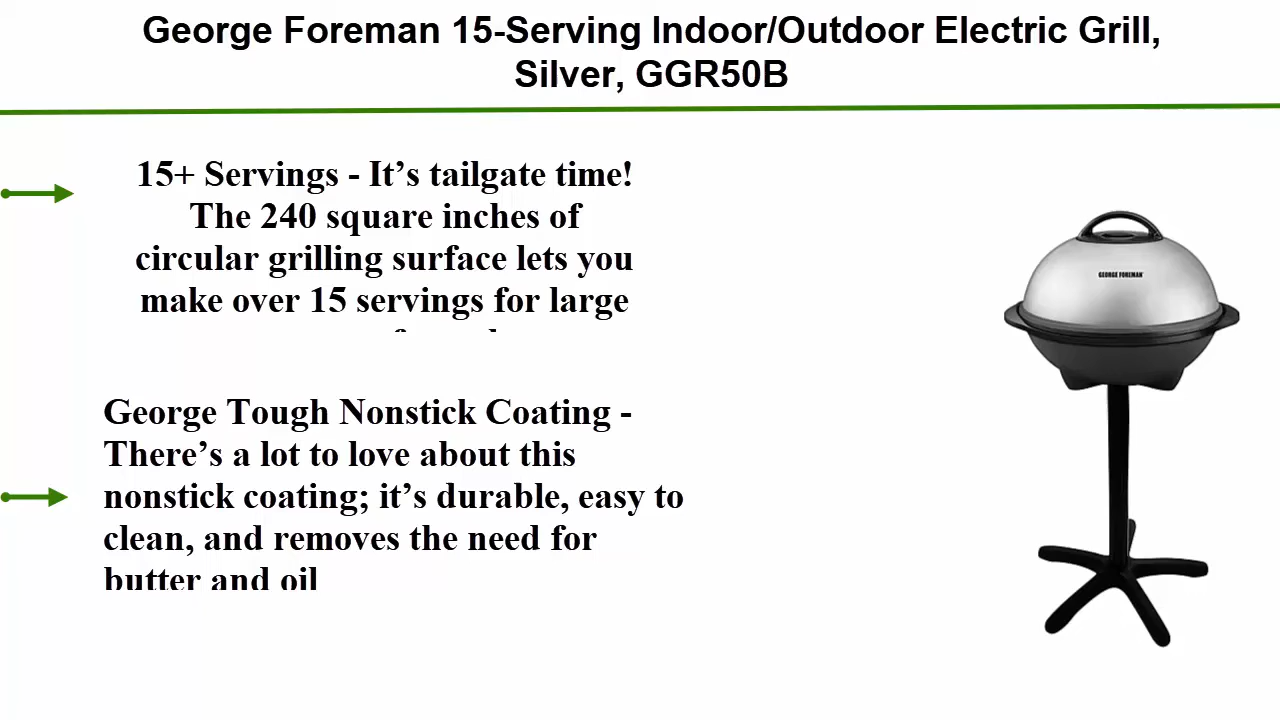 George Foreman 15-Serving Indoor/Outdoor Electric Grill,
Silver, GGR50B
15+ Servings - It’s tailgate time!
The 240 square inches of
circular grilling surface lets you
make over 15 servings for large
George Tough Nonstick Coating -
There’s a lot to love about this
nonstick coating; it’s durable, easy to
clean, and removes the need for
butter and oil
GEORGE FOREMAN